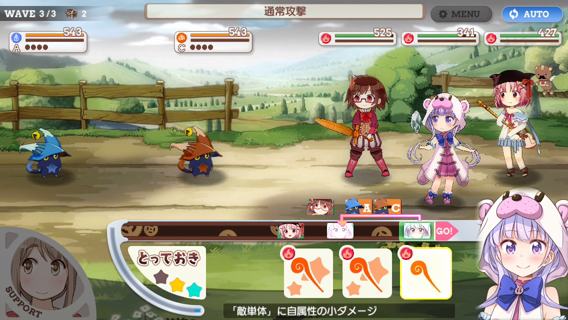 WAVE 3/3 2
通常攻撃
MENU
AUTO
543
A
543
C
525
341
427
A C
GO!
とっておき
SUPPORT
「敵単体」に自属性の小ダメージ